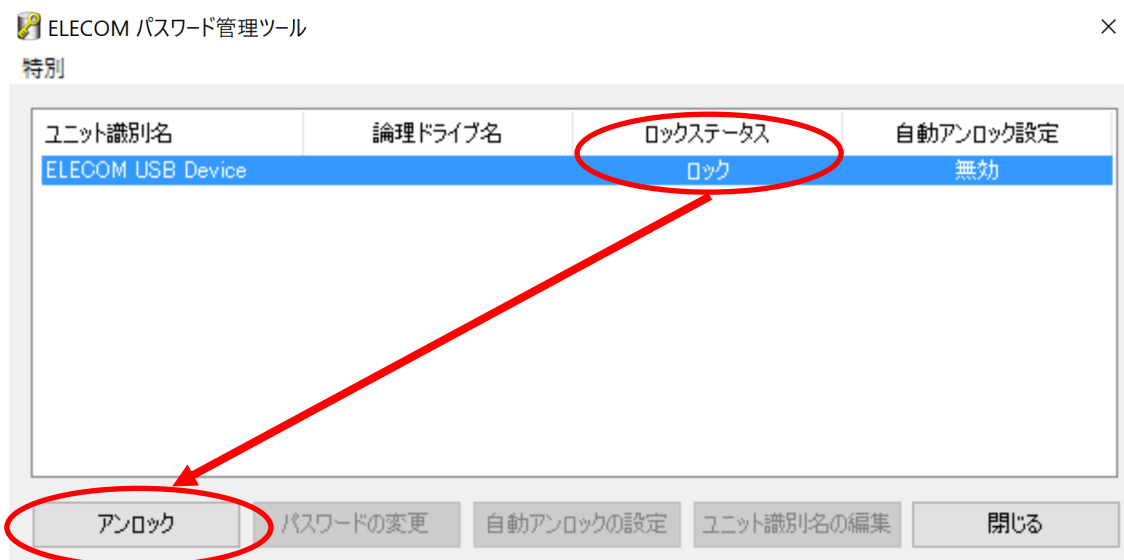 ELECOM パスワード管理ツール
特別
ユニット識別名 論理ドライブ名 ロックステータス 自動アンロック設定
ELECOM USB Device ロック 無効
アンロック パスワードの変更 自動アンロックの設定 ユニット識別名の編集 閉じる